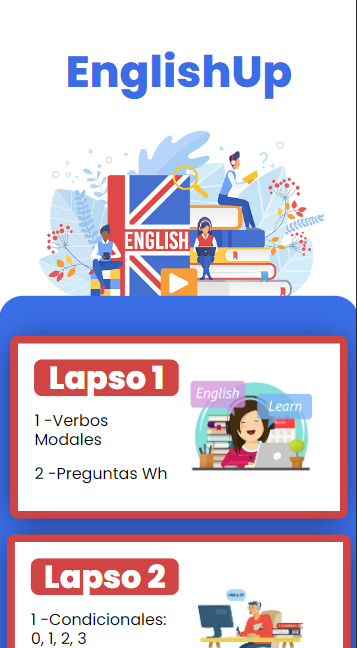 EnglishUp
ENGLISH
Lapso 1
1 -Verbos
Modales
2 -Preguntas Wh
English
Learn
Lapso 2
1 -Condicionales:
0, 1, 2, 3
HELLO